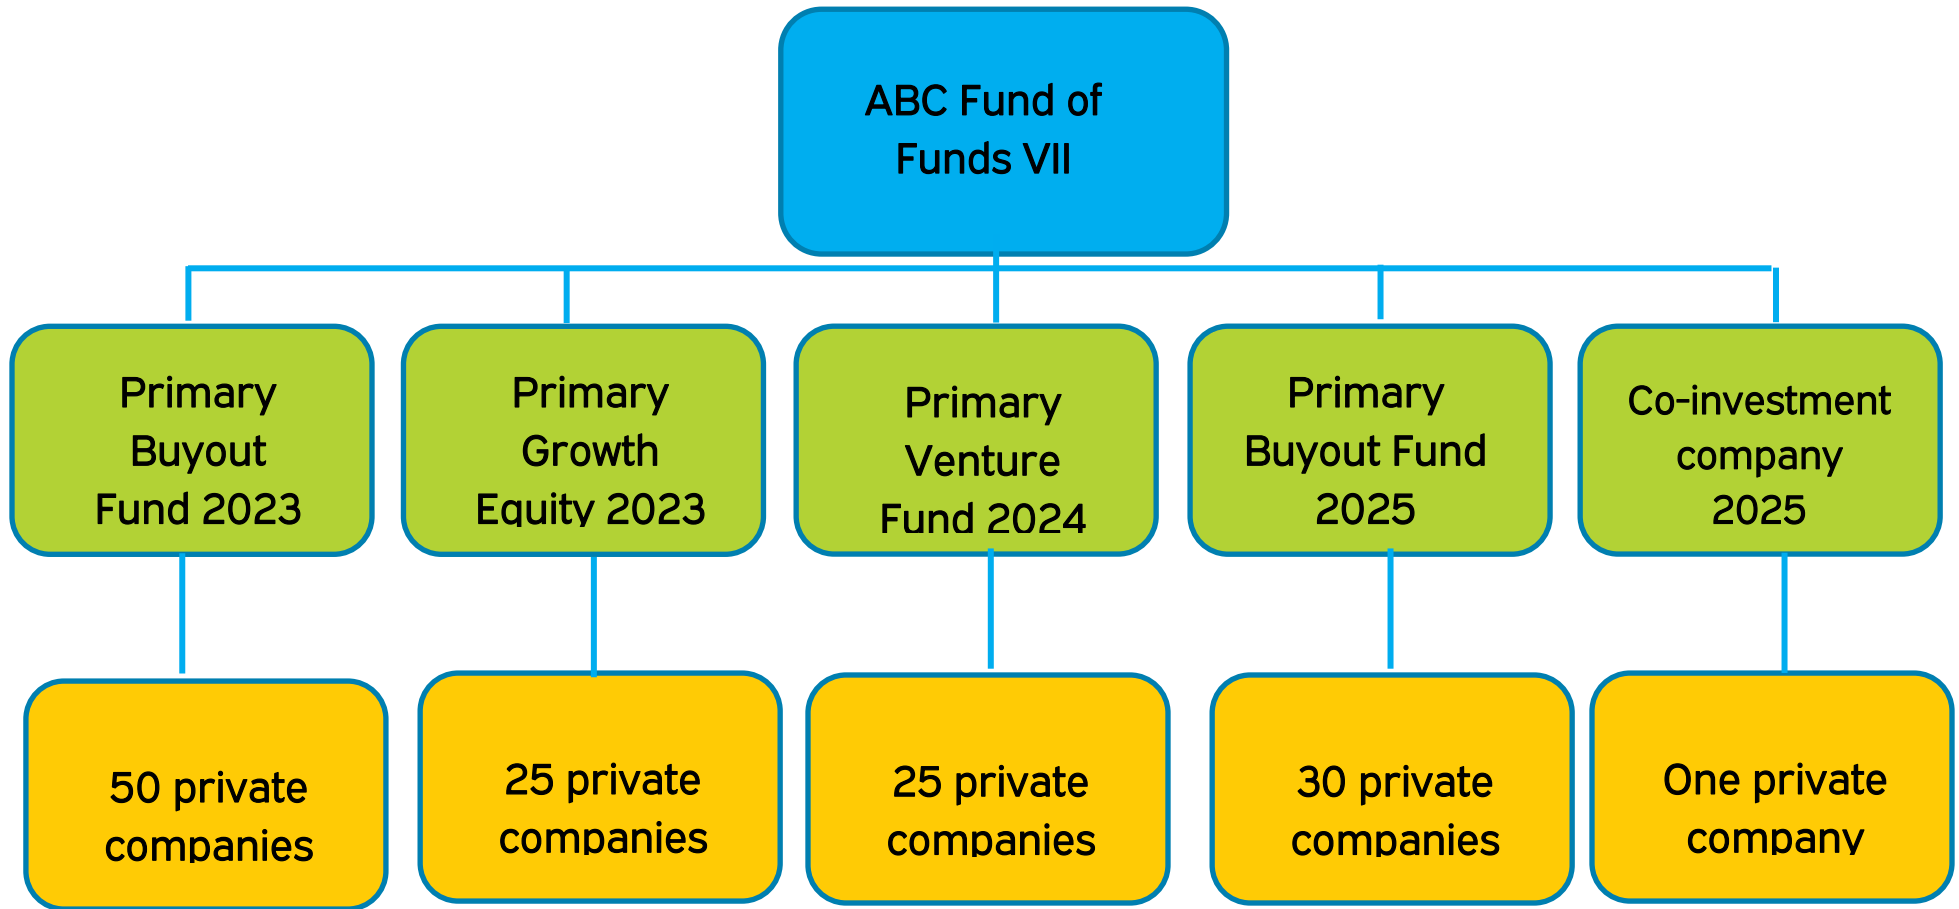 ABC Fund of
Funds VII
Primary
Buyout
Fund 2023
Primary
Growth
Equity 2023
Primary
Venture
Fund 2024
Primary
Buyout Fund
2025
Co-investment
company
2025
50 private
companies
25 private
companies
25 private
companies
30 private
companies
One private
company